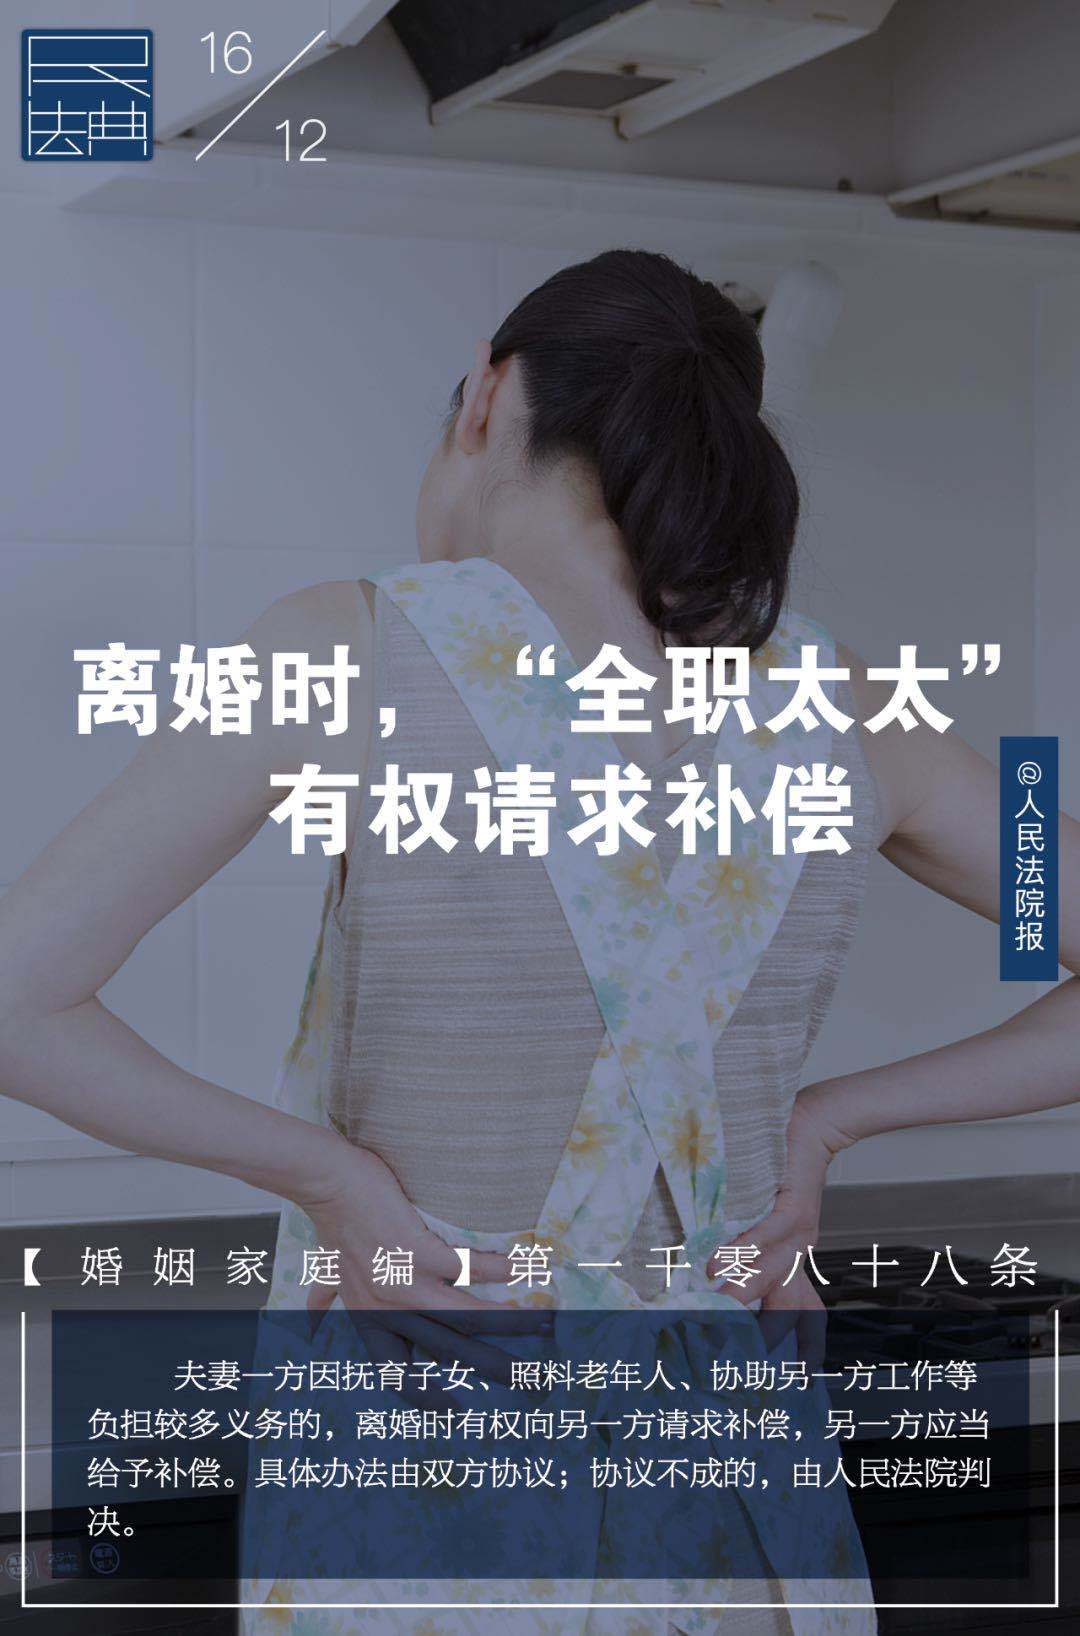 民
法典
16
12
离婚时，“全职太太”
有权请求补偿
@人民法院报
【婚姻家庭编】第一千零八十八条
夫妻一方因抚育子女、照料老年人、协助另一方工作等
负担较多义务的，离婚时有权向另一方请求补偿，另一方应当
给予补偿。具体办法由双方协议；协议不成的，由人民法院判
决。